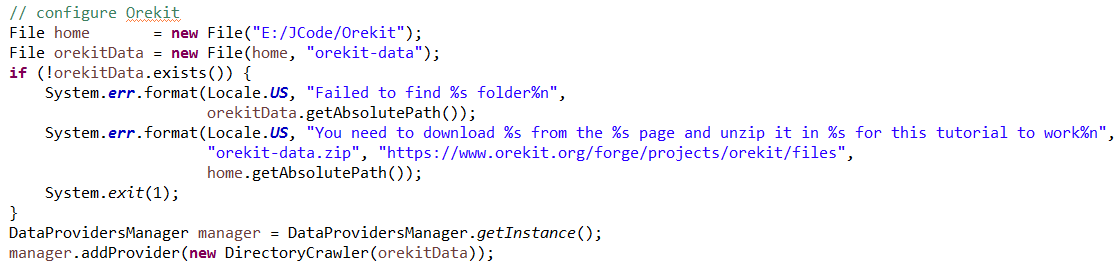 // configure Orekit
File home       = new File("E:/JCode/Orekit");
File orekitData = new File(home, "orekit-data");
if (!orekitData.exists()) {
    System.err.format(Locale.US, "Failed to find %s folder%n",
                      orekitData.getAbsolutePath());
    System.err.format(Locale.US, "You need to download %s from the %s page and unzip it in %s for this tutorial to work%n",
                      "orekit-data.zip", "https://www.orekit.org/forge/projects/orekit/files",
                      home.getAbsolutePath());
    System.exit(1);
}
DataProvidersManager manager = DataProvidersManager.getInstance();
manager.addProvider(new DirectoryCrawler(orekitData));